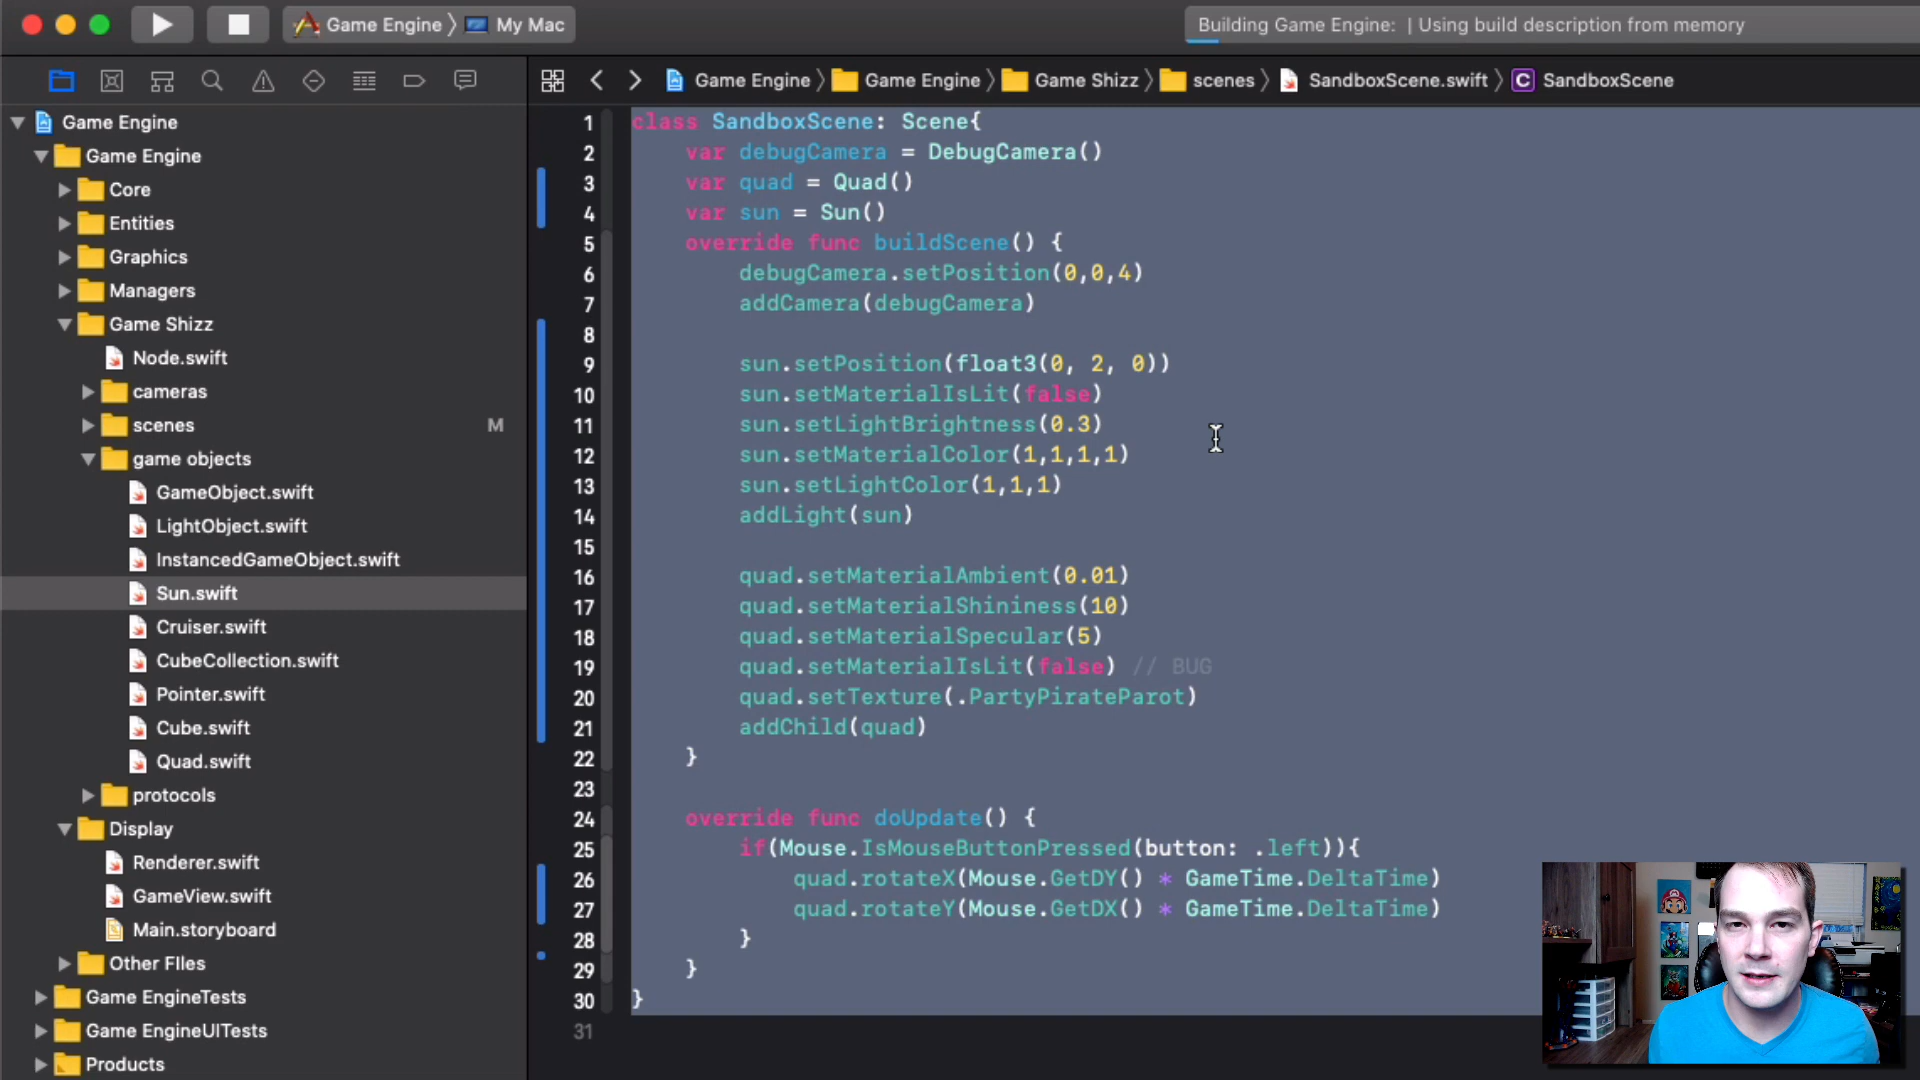 Game Engine 〉 My Mac
Building Game Engine: | Using build description from memory
Game Engine 〉 Game Engine 〉 Game Shizz 〉 scenes 〉 SandboxScene.swift 〉 C SandboxScene
Game Engine
Game Engine
Core
Entities
Graphics
Managers
Game Shizz
Node.swift
cameras
scenes M
game objects
GameObject.swift
LightObject.swift
InstancedGameObject.swift
Sun.swift
Cruiser.swift
CubeCollection.swift
Pointer.swift
Cube.swift
Quad.swift
protocols
Display
Renderer.swift
GameView.swift
Main.storyboard
Other FIles
Game EngineTests
Game EngineUITests
Products
1 class SandboxScene: Scene{
2 var debugCamera = DebugCamera()
3 var quad = Quad()
4 var sun = Sun()
5 override func buildScene() {
6 debugCamera.setPosition(0,0,4)
7 addCamera(debugCamera)
8
9 sun.setPosition(float3(0, 2, 0))
10 sun.setMaterialIsLit(false)
11 sun.setLightBrightness(0.3)
12 sun.setMaterialColor(1,1,1,1)
13 sun.setLightColor(1,1,1)
14 addLight(sun)
15
16 quad.setMaterialAmbient(0.01)
17 quad.setMaterialShininess(10)
18 quad.setMaterialSpecular(5)
19 quad.setMaterialIsLit(false) // BUG
20 quad.setTexture(.PartyPirateParot)
21 addChild(quad)
22 }
23
24 override func doUpdate() {
25 if(Mouse.IsMouseButtonPressed(button: .left)){
26 quad.rotateX(Mouse.GetDY() * GameTime.DeltaTime)
27 quad.rotateY(Mouse.GetDX() * GameTime.DeltaTime)
28 }
29 }
30 }
31